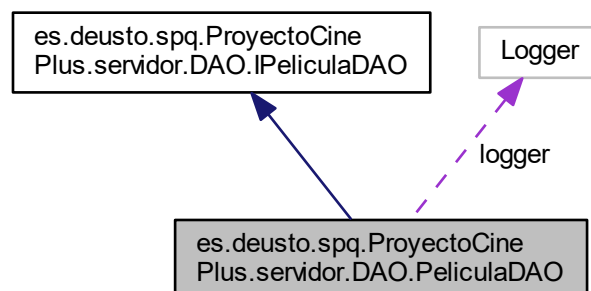 es.deusto.spq.ProyectoCine
Plus.servidor.DAO.IPeliculaDAO
Logger
logger
es.deusto.spq.ProyectoCine
Plus.servidor.DAO.PeliculaDAO